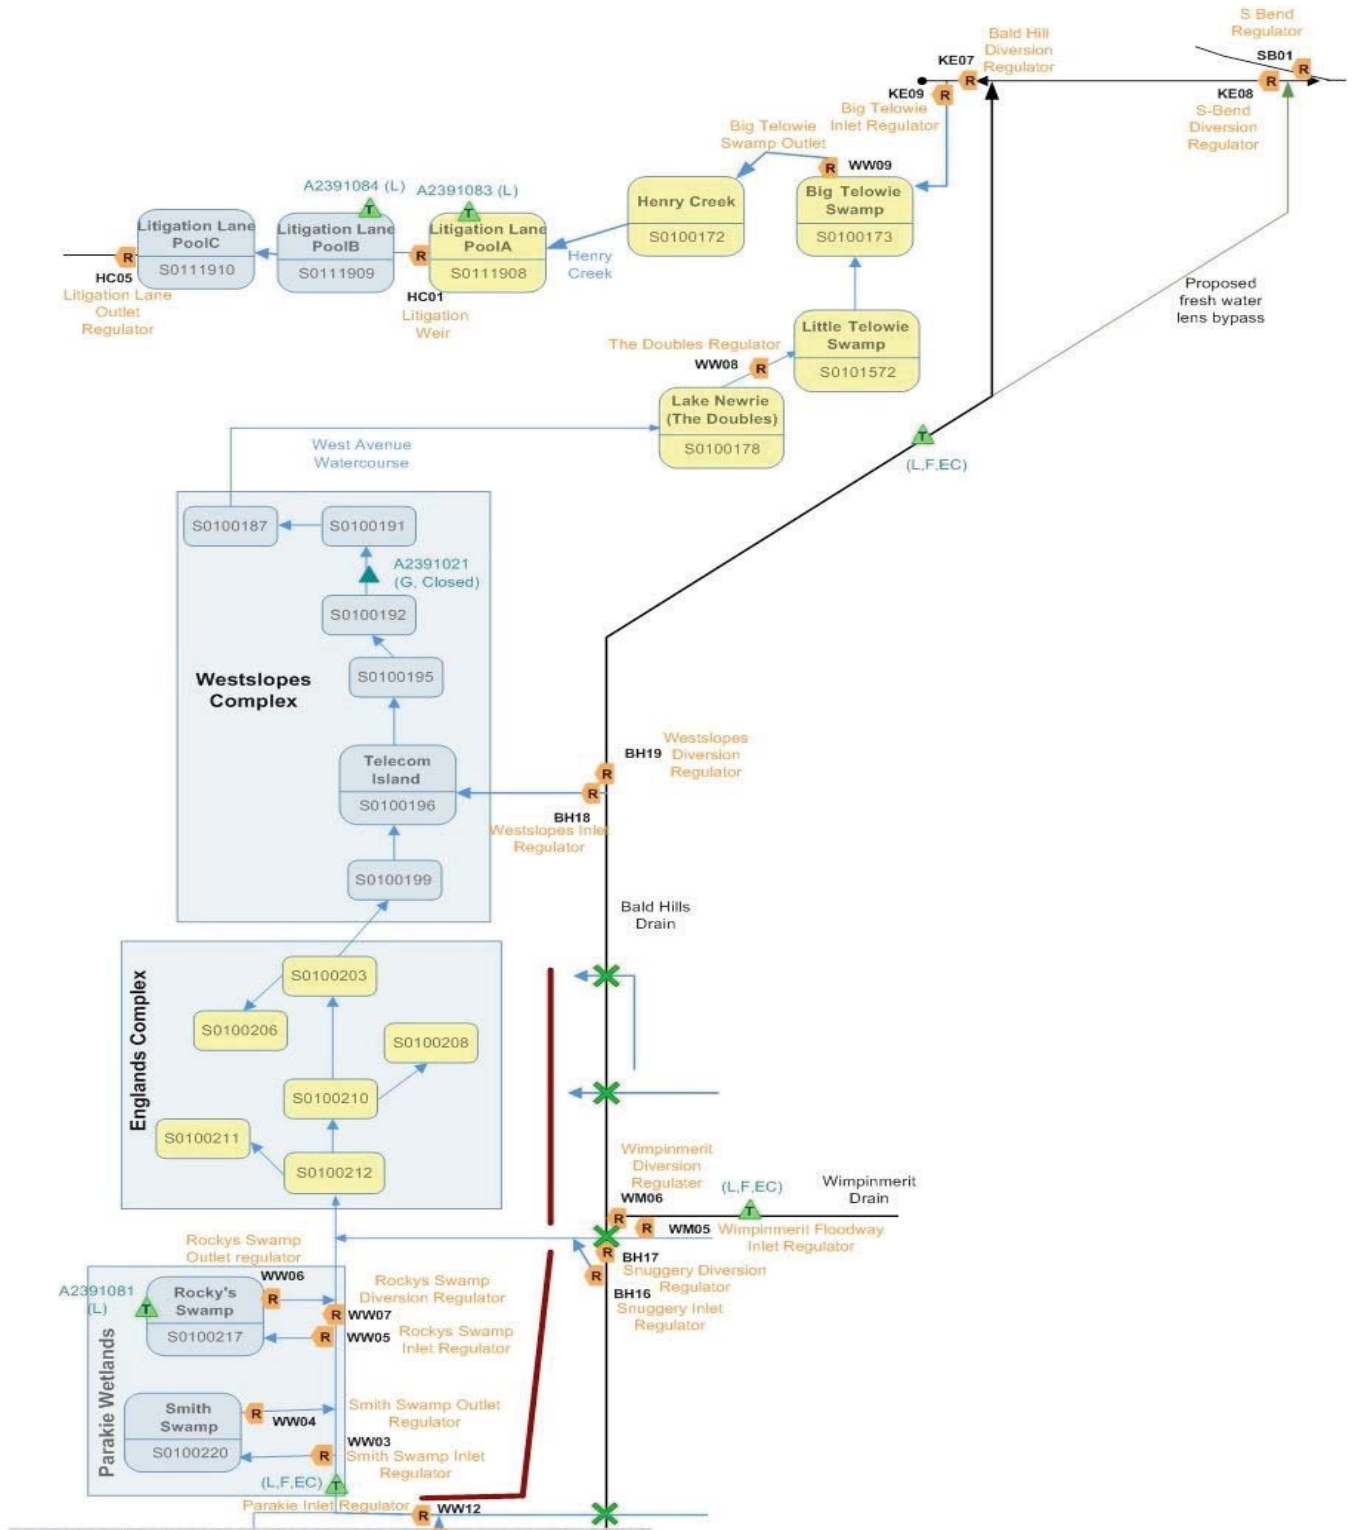 S Bend
Regulator
SB01
Bald Hill
Diversion
Regulator
KE07
R
R
R
KE08
S-Bend
Diversion
Regulator
KE09
R
Big Telowie
Inlet Regulator
Big Telowie
Swamp Outlet
R
WW09
Big Telowie
Swamp
S0100173
Henry Creek
S0100172
Henry
Creek
A2391084 (L)
A2391083 (L)
T
T
Litigation Lane
PoolC
S0111910
Litigation Lane
PoolB
S0111909
Litigation Lane
PoolA
S0111908
R
HC05
Litigation Lane
Outlet
Regulator
R
HC01
Litigation
Weir
Proposed
fresh water
lens bypass
Little Telowie
Swamp
S0101572
The Doubles Regulator
WW08
R
Lake Newrie
(The Doubles)
S0100178
West Avenue
Watercourse
T
(L,F,EC)
S0100187
S0100191
A2391021
(G, Closed)
S0100192
S0100195
Westslopes
Complex
Telecom
Island
S0100196
S0100199
BH19
Westslopes
Diversion
Regulator
R
R
BH18
Westslopes Inlet
Regulator
Bald Hills
Drain
Englands Complex
S0100203
S0100206
S0100208
S0100210
S0100211
S0100212
Wimpinmerit
Diversion
Regulater
WM06
R
(L,F,EC)
T
Wimpinmerit
Drain
R
WM05
Wimpinmerit Floodway
Inlet Regulator
R
BH17
Snuggery Diversion
Regulator
R
BH16
Snuggery Inlet
Regulator
Rockys Swamp
Outlet regulator
WW06
R
Rockys Swamp
Diversion Regulator
R
WW07
R
WW05
Rockys Swamp
Inlet Regulator
A2391081
(L)
T
Rocky's
Swamp
S0100217
Parakie Wetlands
Smith
Swamp
S0100220
R
WW04
Smith Swamp Outlet
Regulator
WW03
R
Smith Swamp Inlet
Regulator
(L,F,EC)
T
Parakie Inlet Regulator
R
WW12